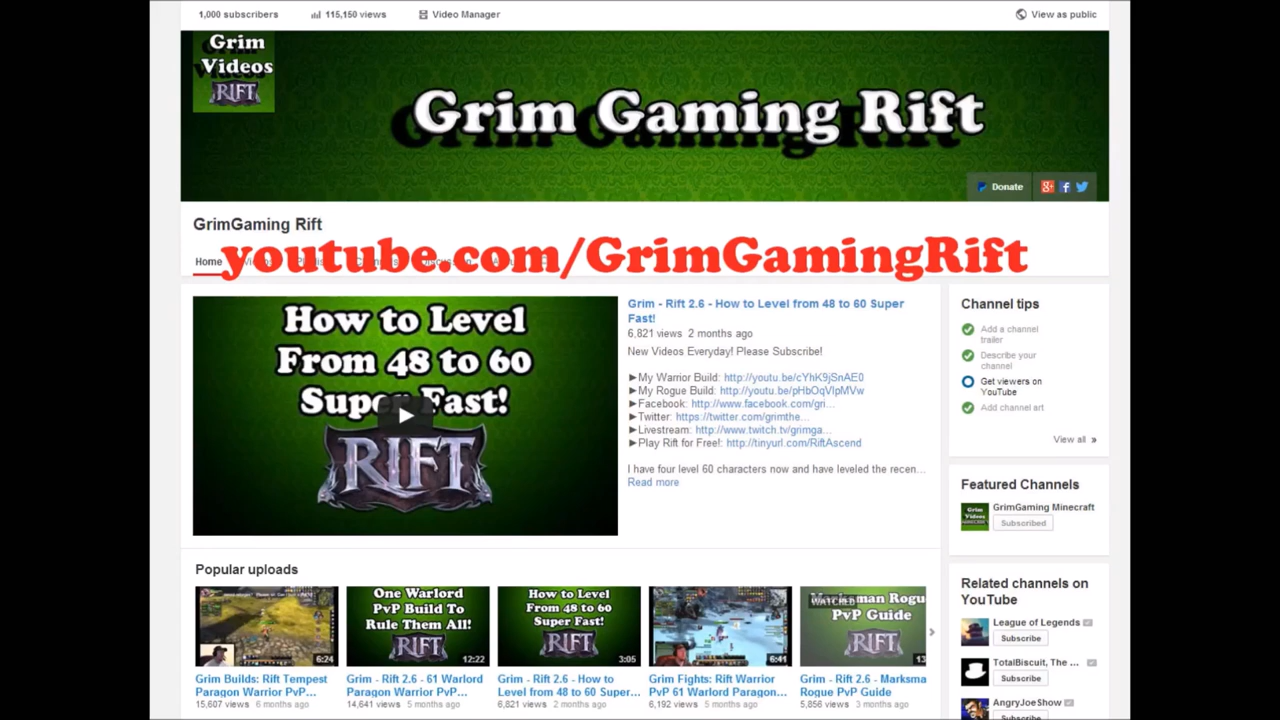 1,000 subscribers 115,150 views Video Manager View as public
Grim
Videos
RIFT
Grim Gaming Rift
Donate
GrimGaming Rift
youtube.com/GrimGamingRift
Home
How to Level
From 48 to 60
Super Fast!
RIFT
Grim - Rift 2.6 - How to Level from 48 to 60 Super
Fast!
6,821 views 2 months ago
New Videos Everyday! Please Subscribe!
►My Warrior Build: http://youtu.be/cYhK9jSnAE0
►My Rogue Build: http://youtu.be/pHbOqVlpMVw
►Facebook: http://www.facebook.com/gri...
►Twitter: https://twitter.com/grimthe...
►Livestream: http://www.twitch.tv/grimga...
►Play Rift for Free!: http://tinyurl.com/RiftAscend
I have four level 60 characters now and have leveled the recen...
Read more
Channel tips
Add a channel
trailer
Describe your
channel
Get viewers on
YouTube
Add channel art
View all »
Featured Channels
Grim
Videos
GrimGaming Minecraft
Subscribed
Related channels on
YouTube
League of Legends
Subscribe
TotalBiscuit, The ...
Subscribe
AngryJoeShow
Subscribe
Popular uploads
6:24
One Warlord
PvP Build To
Rule Them All!
RIFT
12:22
How to Level
From 48 to 60
Super Fast!
RIFT
3:05
6:41
WATCHED
PvP Guide
RIFT
13
Grim Builds: Rift Tempest
Paragon Warrior PvP...
15,607 views 6 months ago
Grim - Rift 2.6 - 61 Warlord
Paragon Warrior PvP...
14,641 views 5 months ago
Grim - Rift 2.6 - How to
Level from 48 to 60 Super...
6,821 views 2 months ago
Grim Fights: Rift Warrior
PvP 61 Warlord Paragon...
6,192 views 5 months ago
Grim - Rift 2.6 - Marksma
Rogue PvP Guide
5,856 views 3 months ago